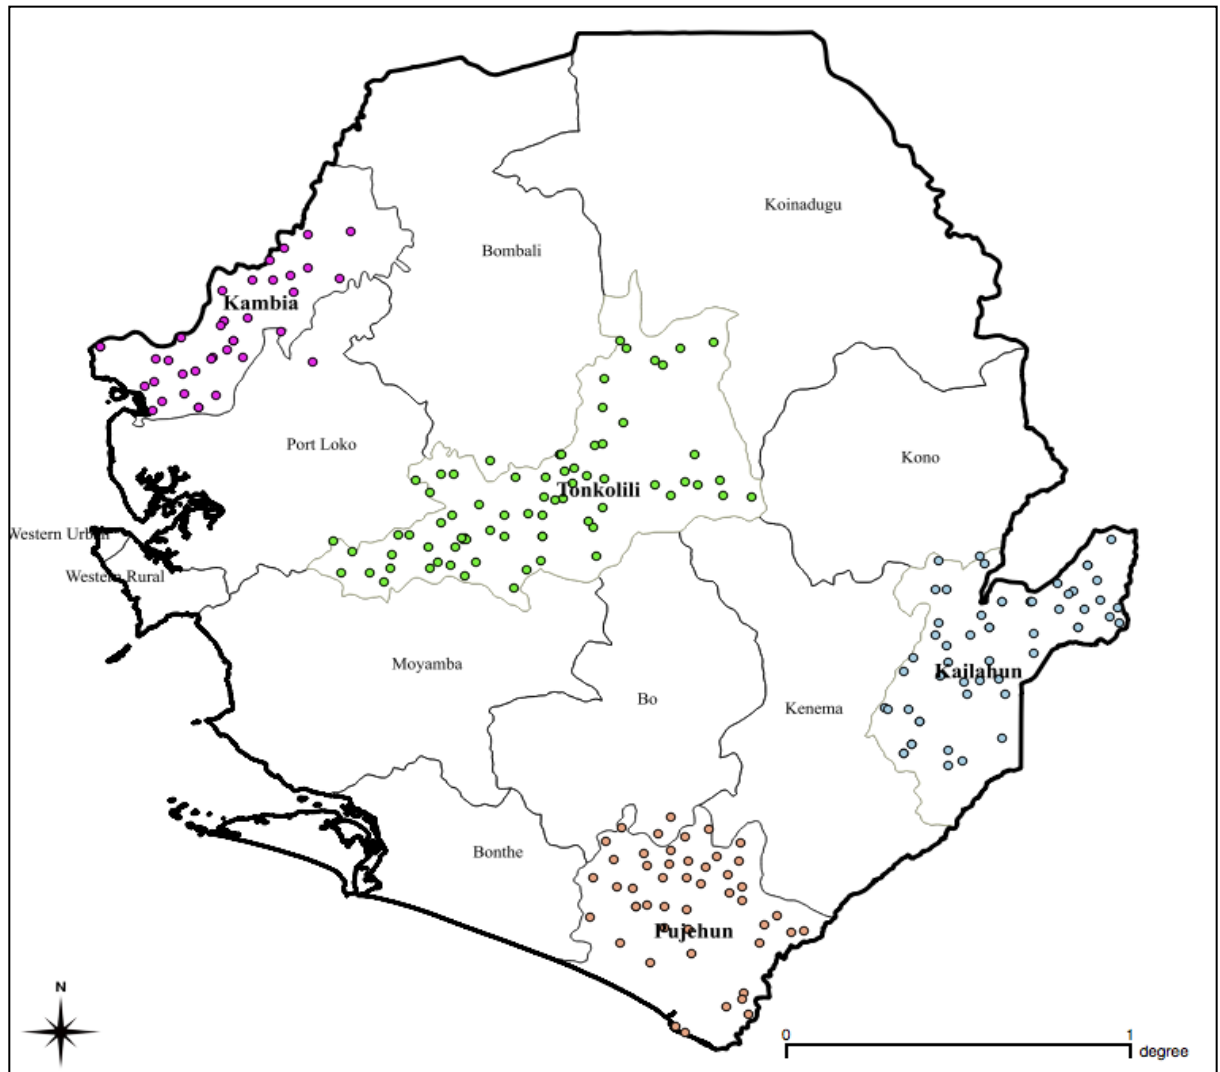 Koinadugu
Bombali
Kambia
Port Loko
Kono
Tonkolili
Western Urban
Western Rural
Moyamba
Kailahun
Bo
Kenema
Bonthe
Pujehun
N
0 1
degree